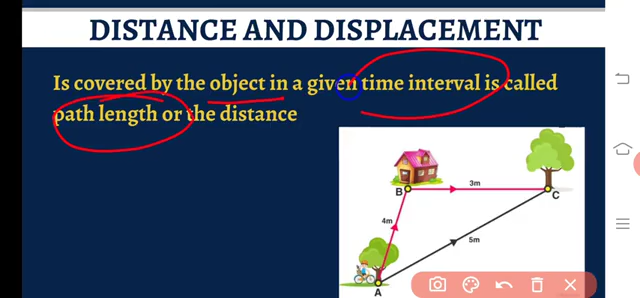 DISTANCE AND DISPLACEMENT
Is covered by the object in a given time interval is called
path length or the distance
B
3m
C
4m
5m
A